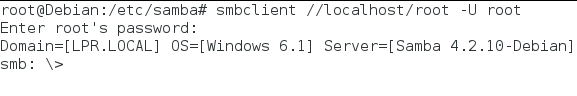 root@Debian:/etc/samba# smbclient //localhost/root -U root
Enter root's password:
Domain=[LPR.LOCAL] OS=[Windows 6.1] Server=[Samba 4.2.10-Debian]
smb: \>